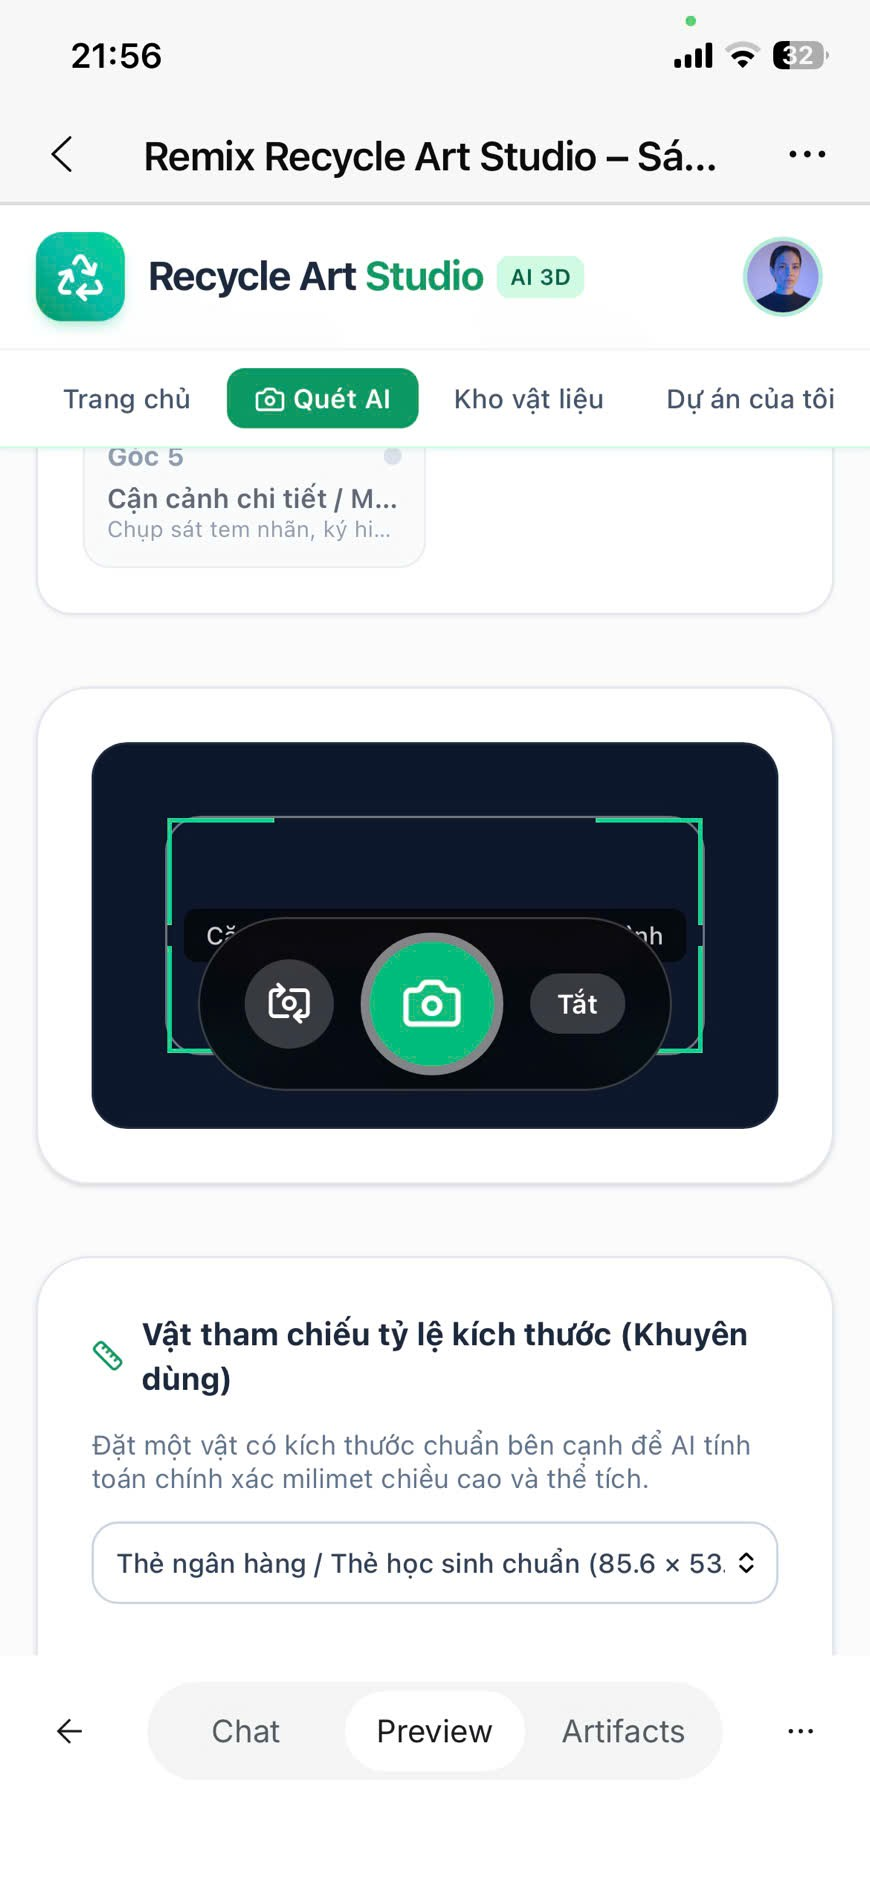 21:56
32
Remix Recycle Art Studio – Sá...
Recycle Art Studio AI 3D
Trang chủ
Quét AI
Kho vật liệu
Dự án của tôi
Góc 5
Cận cảnh chi tiết / M...
Chụp sát tem nhãn, ký hi...
Tắt
Vật tham chiếu tỷ lệ kích thước (Khuyên
dùng)
Đặt một vật có kích thước chuẩn bên cạnh để AI tính
toán chính xác milimet chiều cao và thể tích.
Thẻ ngân hàng / Thẻ học sinh chuẩn (85.6 × 53.
Chat
Preview
Artifacts